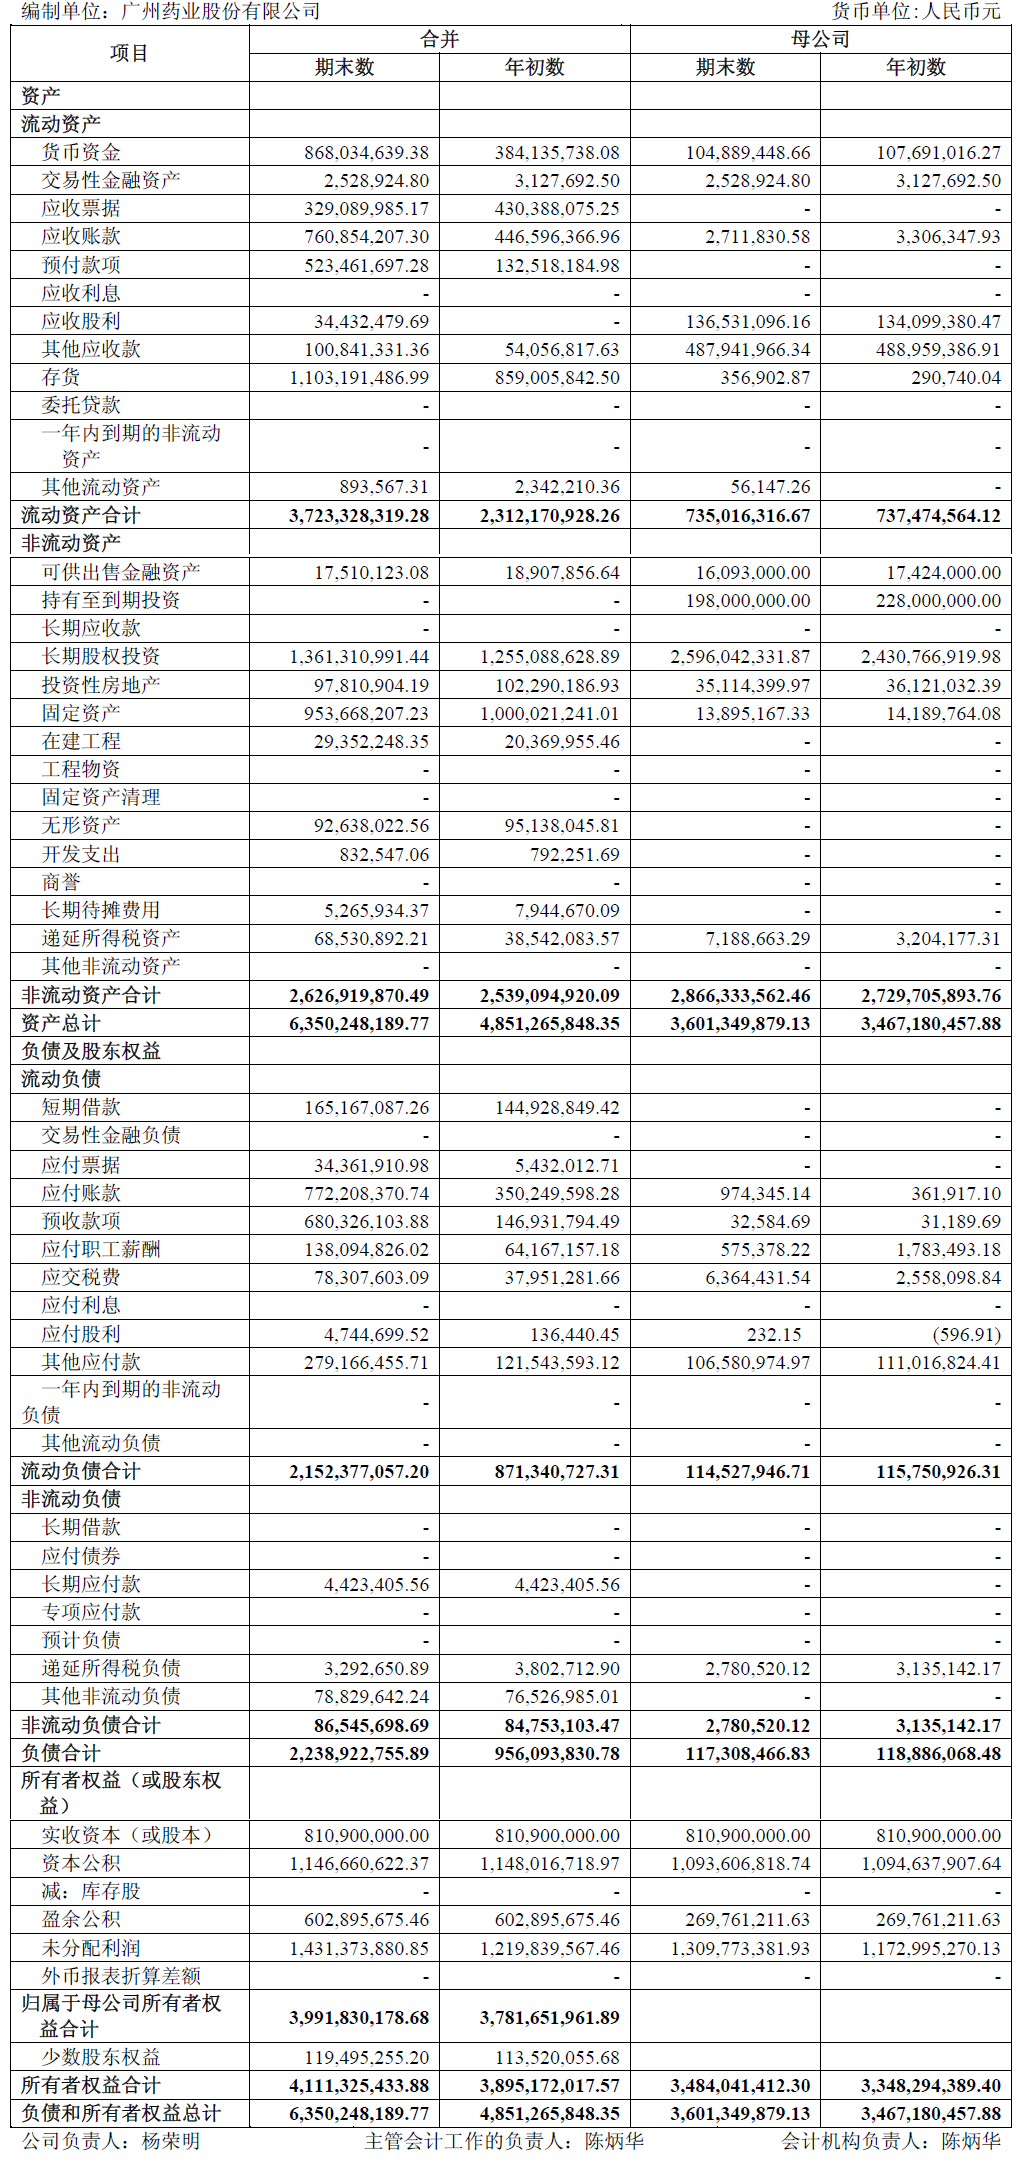 编制单位：广州药业股份有限公司 货币单位:人民币元
项目 合并 母公司
期末数 年初数 期末数 年初数
资产
流动资产
货币资金 868,034,639.38 384,135,738.08 104,889,448.66 107,691,016.27
交易性金融资产 2,528,924.80 3,127,692.50 2,528,924.80 3,127,692.50
应收票据 329,089,985.17 430,388,075.25 - -
应收账款 760,854,207.30 446,596,366.96 2,711,830.58 3,306,347.93
预付款项 523,461,697.28 132,518,184.98 - -
应收利息 - - - -
应收股利 34,432,479.69 - 136,531,096.16 134,099,380.47
其他应收款 100,841,331.36 54,056,817.63 487,941,966.34 488,959,386.91
存货 1,103,191,486.99 859,005,842.50 356,902.87 290,740.04
委托贷款 - - - -
一年内到期的非流动
资产 - - - -
其他流动资产 893,567.31 2,342,210.36 56,147.26 -
流动资产合计 3,723,328,319.28 2,312,170,928.26 735,016,316.67 737,474,564.12
非流动资产
可供出售金融资产 17,510,123.08 18,907,856.64 16,093,000.00 17,424,000.00
持有至到期投资 - - 198,000,000.00 228,000,000.00
长期应收款 - - - -
长期股权投资 1,361,310,991.44 1,255,088,628.89 2,596,042,331.87 2,430,766,919.98
投资性房地产 97,810,904.19 102,290,186.93 35,114,399.97 36,121,032.39
固定资产 953,668,207.23 1,000,021,241.01 13,895,167.33 14,189,764.08
在建工程 29,352,248.35 20,369,955.46 - -
工程物资 - - - -
固定资产清理 - - - -
无形资产 92,638,022.56 95,138,045.81 - -
开发支出 832,547.06 792,251.69 - -
商誉 - - - -
长期待摊费用 5,265,934.37 7,944,670.09 - -
递延所得税资产 68,530,892.21 38,542,083.57 7,188,663.29 3,204,177.31
其他非流动资产 - - - -
非流动资产合计 2,626,919,870.49 2,539,094,920.09 2,866,333,562.46 2,729,705,893.76
资产总计 6,350,248,189.77 4,851,265,848.35 3,601,349,879.13 3,467,180,457.88
负债及股东权益
流动负债
短期借款 165,167,087.26 144,928,849.42 - -
交易性金融负债 - - - -
应付票据 34,361,910.98 5,432,012.71 - -
应付账款 772,208,370.74 350,249,598.28 974,345.14 361,917.10
预收款项 680,326,103.88 146,931,794.49 32,584.69 31,189.69
应付职工薪酬 138,094,826.02 64,167,157.18 575,378.22 1,783,493.18
应交税费 78,307,603.09 37,951,281.66 6,364,431.54 2,558,098.84
应付利息 - - - -
应付股利 4,744,699.52 136,440.45 232.15 (596.91)
其他应付款 279,166,455.71 121,543,593.12 106,580,974.97 111,016,824.41
一年内到期的非流动
负债 - - - -
其他流动负债 - - - -
流动负债合计 2,152,377,057.20 871,340,727.31 114,527,946.71 115,750,926.31
非流动负债
长期借款 - - - -
应付债券 - - - -
长期应付款 4,423,405.56 4,423,405.56 - -
专项应付款 - - - -
预计负债 - - - -
递延所得税负债 3,292,650.89 3,802,712.90 2,780,520.12 3,135,142.17
其他非流动负债 78,829,642.24 76,526,985.01 - -
非流动负债合计 86,545,698.69 84,753,103.47 2,780,520.12 3,135,142.17
负债合计 2,238,922,755.89 956,093,830.78 117,308,466.83 118,886,068.48
所有者权益（或股东权
益）
实收资本（或股本） 810,900,000.00 810,900,000.00 810,900,000.00 810,900,000.00
资本公积 1,146,660,622.37 1,148,016,718.97 1,093,606,818.74 1,094,637,907.64
减：库存股 - - - -
盈余公积 602,895,675.46 602,895,675.46 269,761,211.63 269,761,211.63
未分配利润 1,431,373,880.85 1,219,839,567.46 1,309,773,381.93 1,172,995,270.13
外币报表折算差额 - - - -
归属于母公司所有者权
益合计 3,991,830,178.68 3,781,651,961.89
少数股东权益 119,495,255.20 113,520,055.68
所有者权益合计 4,111,325,433.88 3,895,172,017.57 3,484,041,412.30 3,348,294,389.40
负债和所有者权益总计 6,350,248,189.77 4,851,265,848.35 3,601,349,879.13 3,467,180,457.88
公司负责人：杨荣明 主管会计工作的负责人：陈炳华 会计机构负责人：陈炳华